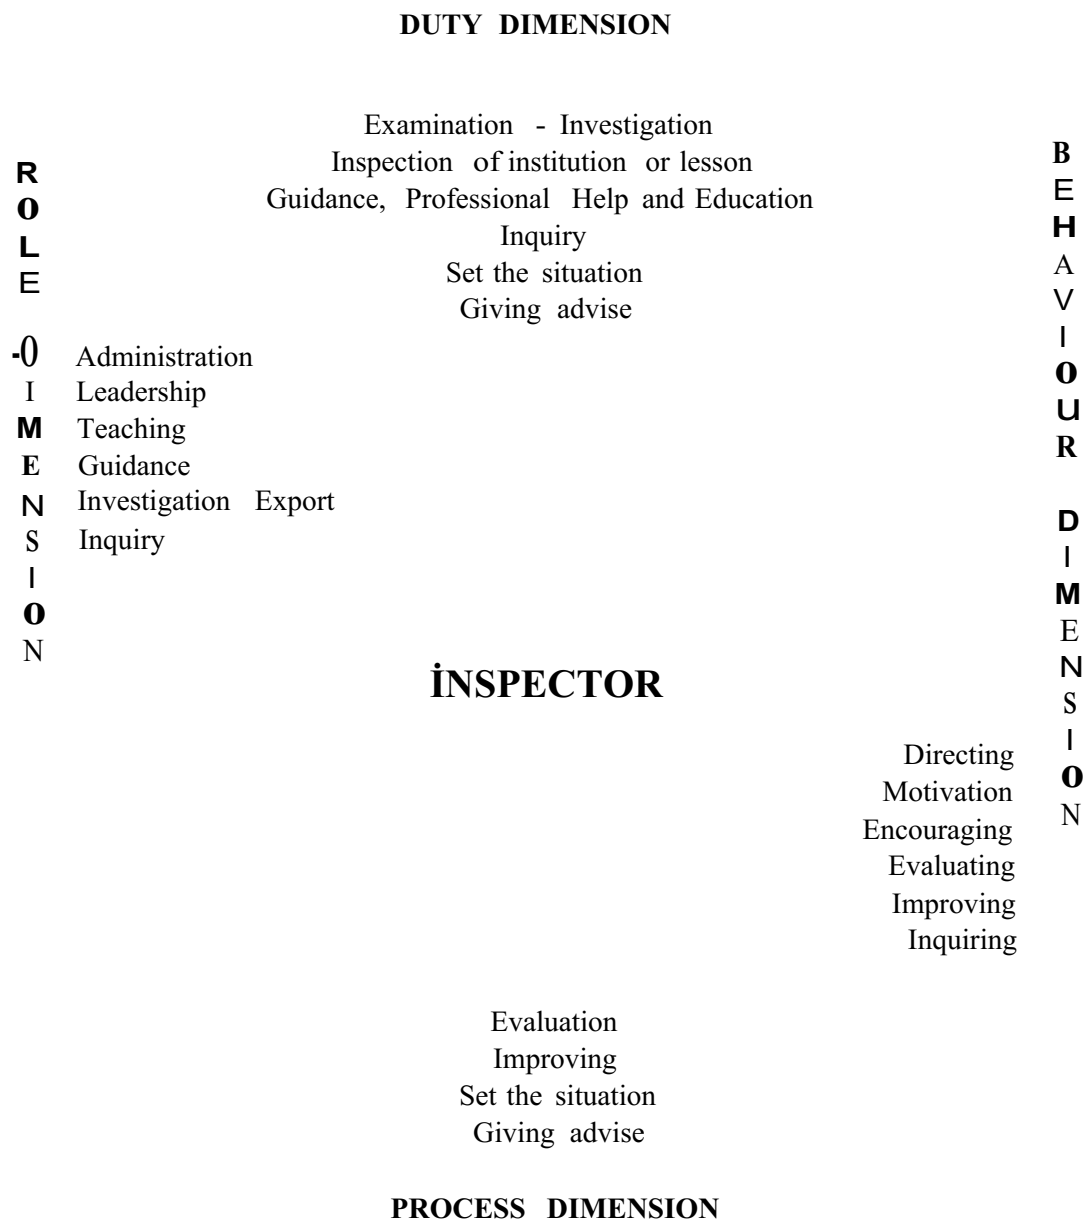 DUTY DIMENSION
Examination - Investigation
Inspection of institution or lesson
Guidance, Professional Help and Education
Inquiry
Set the situation
Giving advise
ROLE -0IMENSION
Administration
Leadership
Teaching
Guidance
Investigation Export
Inquiry
BEHAVIOUR DIMENSION
İNSPECTOR
Directing
Motivation
Encouraging
Evaluating
Improving
Inquiring
Evaluation
Improving
Set the situation
Giving advise
PROCESS DIMENSION